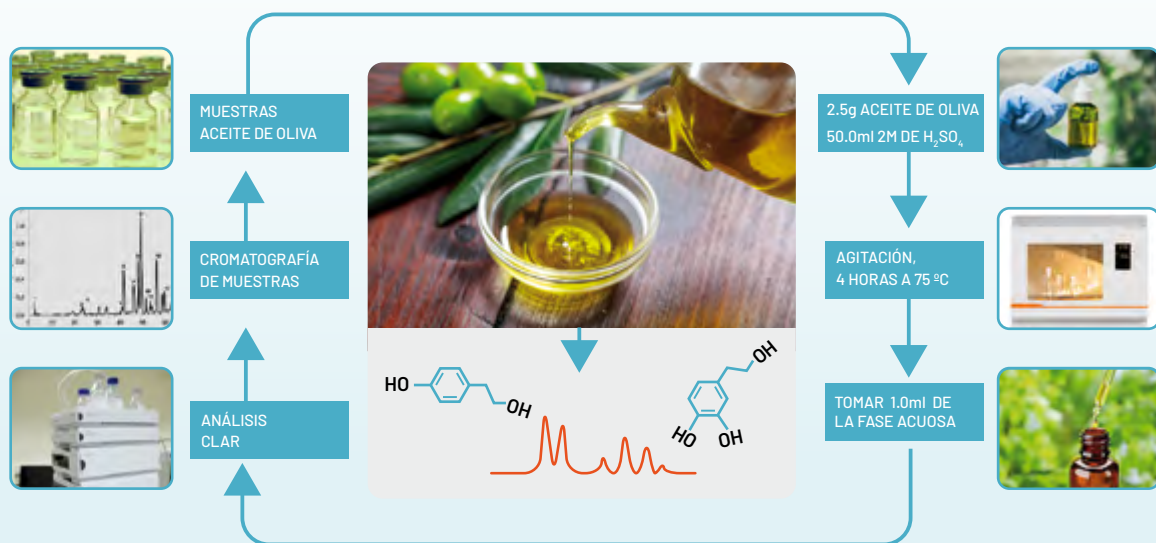 MUESTRAS
ACEITE DE OLIVA
2.5g ACEITE DE OLIVA
50.0ml 2M DE H₂SO₄
CROMATOGRAFÍA
DE MUESTRAS
AGITACIÓN,
4 HORAS A 75 ºC
HO
OH
OH
HO
OH
ANÁLISIS
CLAR
TOMAR 1.0ml DE
LA FASE ACUOSA